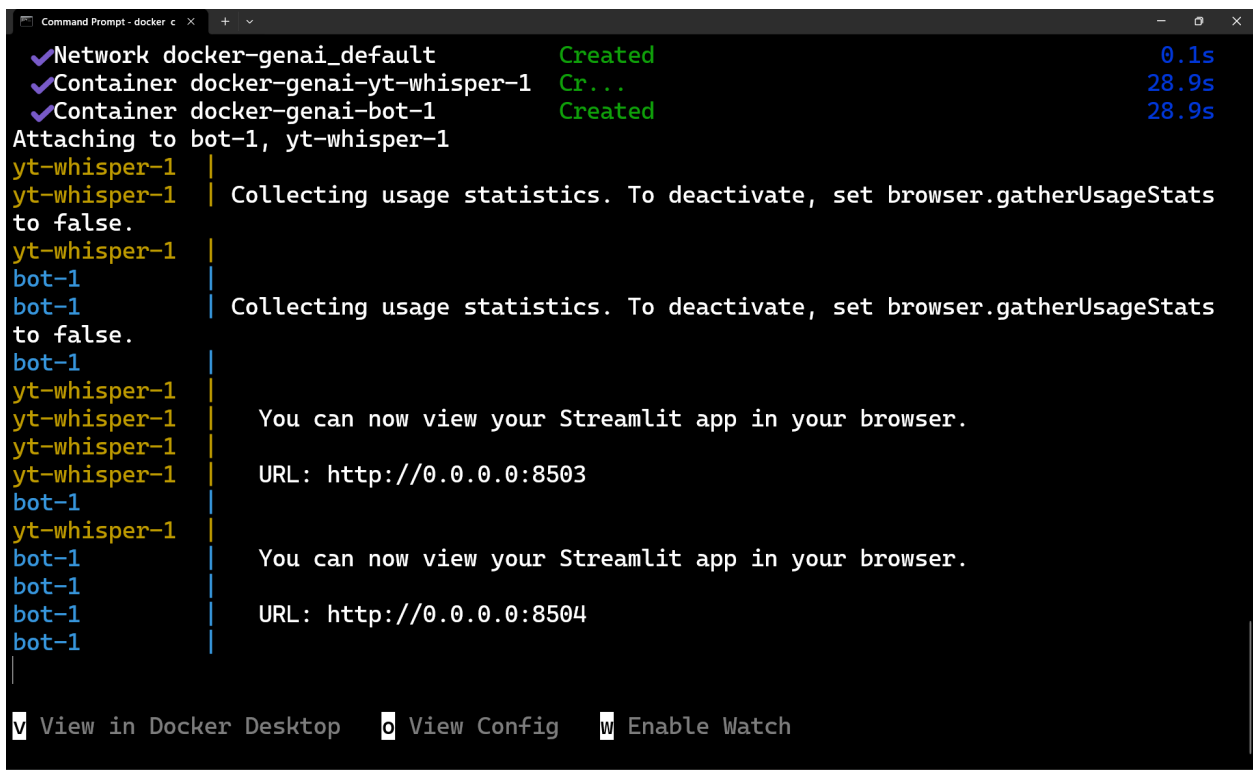 Command Prompt - docker c
✔Network docker-genai_default Created 0.1s
✔Container docker-genai-yt-whisper-1 Cr... 28.9s
✔Container docker-genai-bot-1 Created 28.9s
Attaching to bot-1, yt-whisper-1
yt-whisper-1 |
yt-whisper-1 | Collecting usage statistics. To deactivate, set browser.gatherUsageStats
to false.
yt-whisper-1 |
bot-1 |
bot-1 | Collecting usage statistics. To deactivate, set browser.gatherUsageStats
to false.
bot-1 |
yt-whisper-1 |
yt-whisper-1 | You can now view your Streamlit app in your browser.
yt-whisper-1 |
yt-whisper-1 | URL: http://0.0.0.0:8503
bot-1 |
yt-whisper-1 |
bot-1 | You can now view your Streamlit app in your browser.
bot-1 |
bot-1 | URL: http://0.0.0.0:8504
bot-1 |
v View in Docker Desktop o View Config w Enable Watch